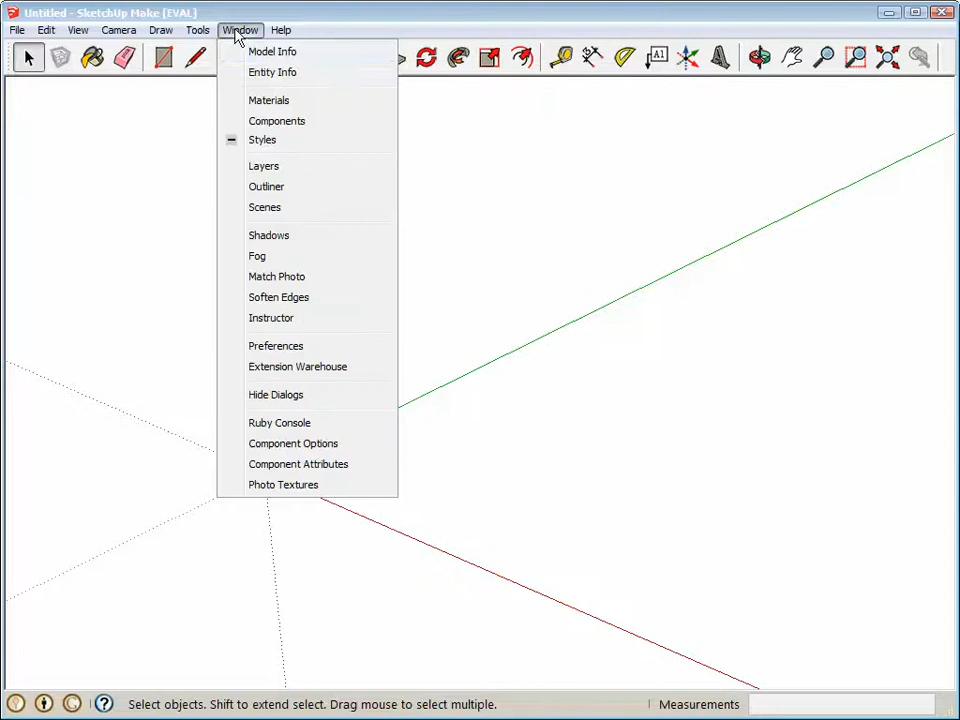 Untitled - SketchUp Make [EVAL]
File Edit View Camera Draw Tools Window Help
A1
Model Info
Entity Info
Materials
Components
Styles
Layers
Outliner
Scenes
Shadows
Fog
Match Photo
Soften Edges
Instructor
Preferences
Extension Warehouse
Hide Dialogs
Ruby Console
Component Options
Component Attributes
Photo Textures
Select objects. Shift to extend select. Drag mouse to select multiple. Measurements